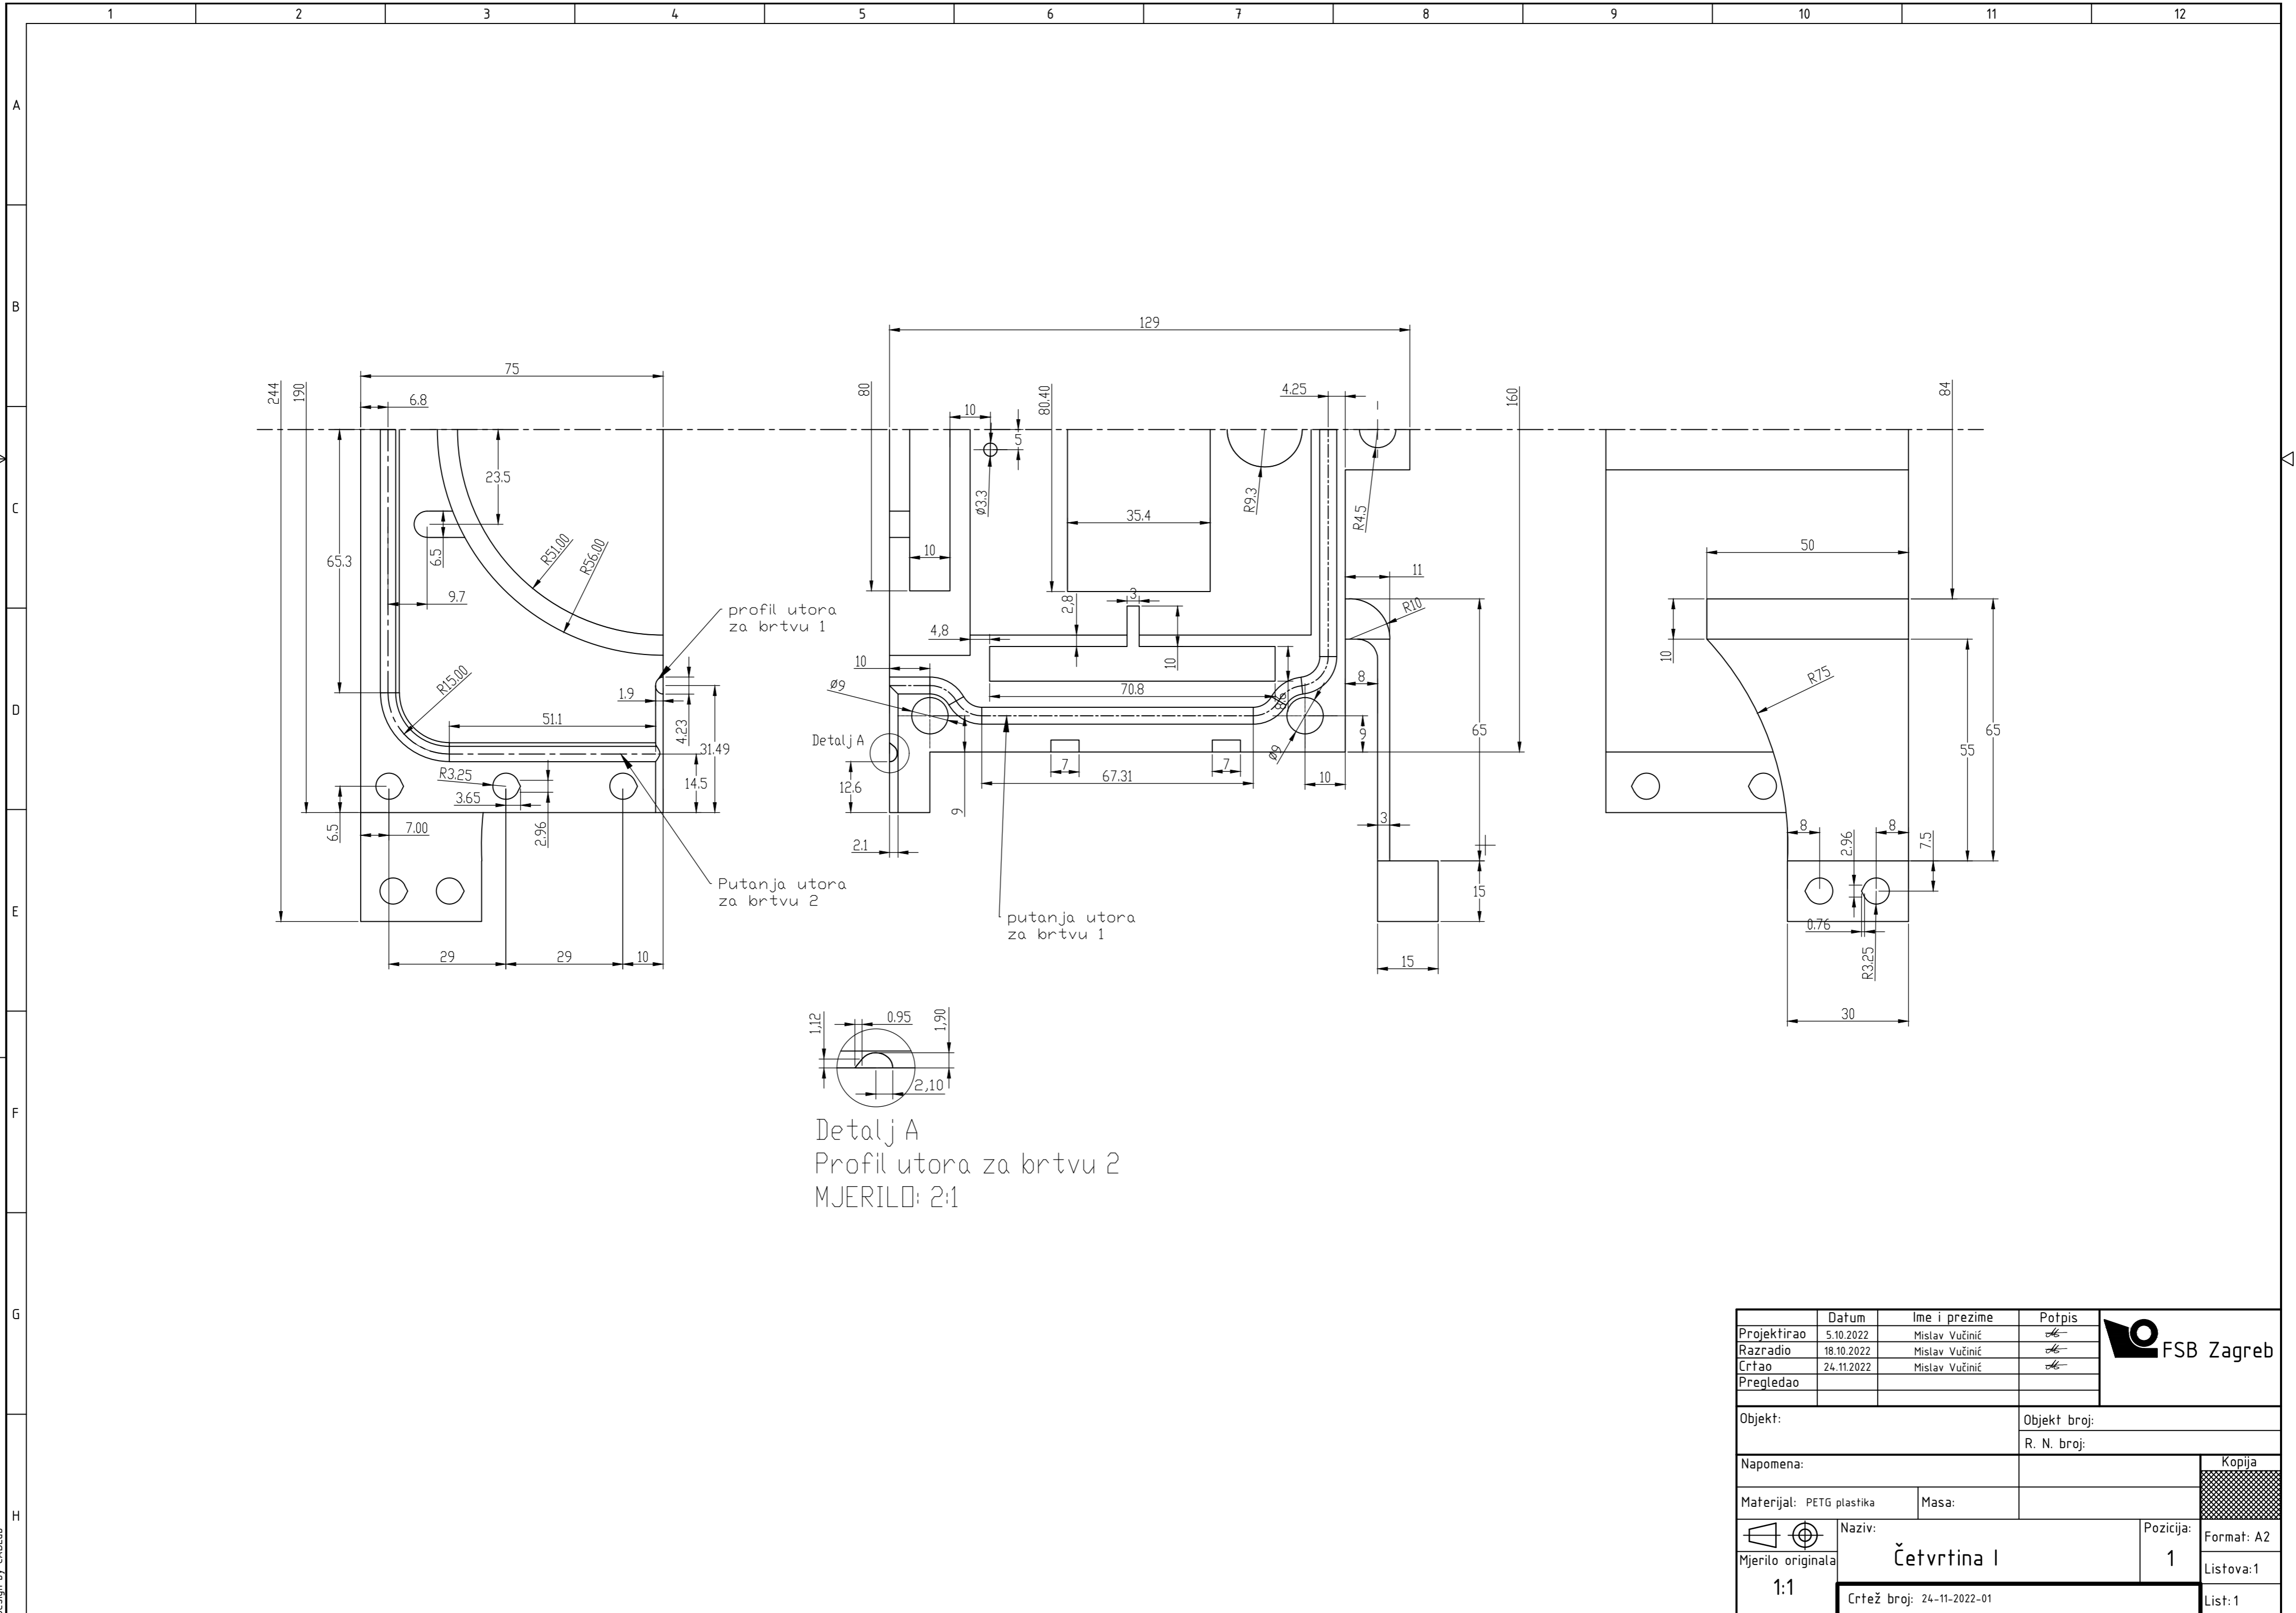 1 2 3 4 5 6 7 8 9 10 11 12
A
B
C
D
E
F
G
H
244
190
75
6.8
65.3
23.5
6.5
9.7
R51.00
R56.00
profil utora
za brtvu 1
R15.00
1.9
4.23
51.1
31.49
14.5
R3.25
3.65
2.96
6.5
7.00
Putanja utora
za brtvu 2
29
29
10
129
80
10
80.40
4.25
160
5
Ø3.3
R9.3
R4.5
35.4
10
11
3
2,8
R10
4,8
10
10
Ø9
70.8
8
65
Detalj A
9
Ø9
7
7
12.6
67.31
10
9
3
2.1
15
putanja utora
za brtvu 1
15
84
50
10
R75
65
55
8
2.96
8
7.5
0.76
R3.25
30
1,12
0.95
1,90
2,10
Detalj A
Profil utora za brtvu 2
MJERILO: 2:1
Datum Ime i prezime Potpis
Projektirao 5.10.2022 Mislav Vučinić
Razradio 18.10.2022 Mislav Vučinić
Crtao 24.11.2022 Mislav Vučinić
Pregledao
FSB Zagreb
Objekt:
Objekt broj:
R. N. broj:
Napomena:
Kopija
Materijal: PETG plastika
Masa:
Naziv:
Četvrtina I
Pozicija:
1
Format: A2
Mjerilo originala
1:1
Listova:1
Crtež broj: 24-11-2022-01
List: 1